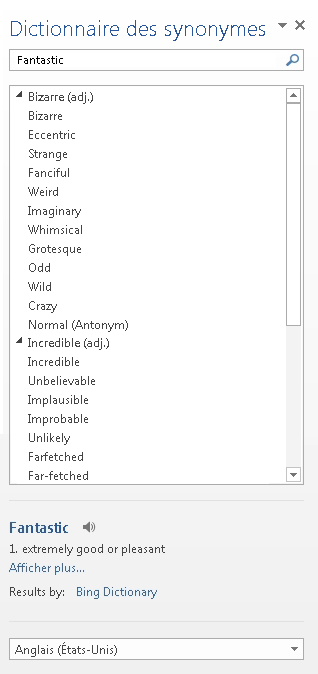 Dictionnaire des synonymes
Fantastic
Bizarre (adj.)
Bizarre
Eccentric
Strange
Fanciful
Weird
Imaginary
Whimsical
Grotesque
Odd
Wild
Crazy
Normal (Antonym)
Incredible (adj.)
Incredible
Unbelievable
Implausible
Improbable
Unlikely
Farfetched
Far-fetched
Fantastic
1. extremely good or pleasant
Afficher plus...
Results by: Bing Dictionary
Anglais (États-Unis)